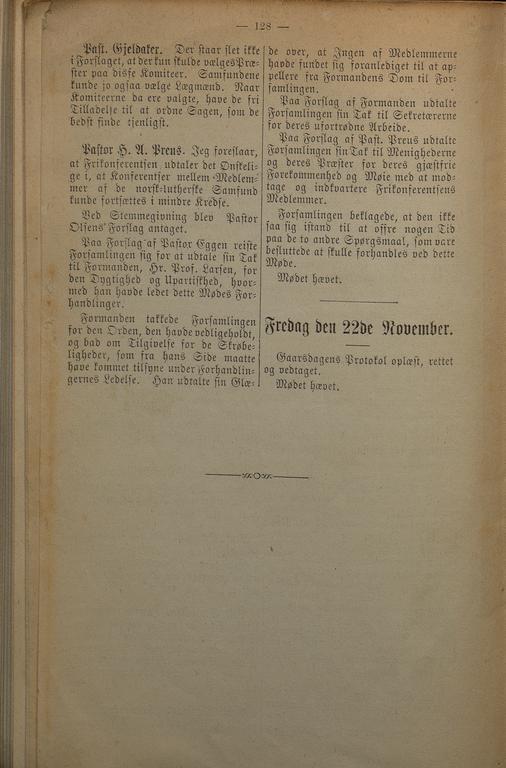 — 128 —
Past. Gjeldaker. Der staar slet ikke
i Forslaget, at der kun skulde vælges Præ=
ster paa disse Komiteer. Samfundene
kunde jo ogsaa vælge Lægmænd. Naar
Komiteerne da ere valgte, have de fri
Tilladelse til at ordne Sagen, som de
bedst finde tjenligst.
Pastor H. A. Preus. Jeg foreslaar,
at Frikonferentsen udtaler det Ønskeli=
ge i, at Konferentser mellem Medlem=
mer af de norsk=lutherske Samfund
kunde fortsættes i mindre Kredse.
Ved Stemmegivning blev Pastor
Olsens Forslag antaget.
Paa Forslag af Pastor Eggen reiste
Forsamlingen sig for at udtale sin Tak
til Formanden, Hr. Prof. Larsen, for
den Dygtighed og Upartiskhed, hvor=
med han havde ledet dette Mødes For=
handlinger.
Formanden takkede Forsamlingen
for den Orden, den havde vedligeholdt,
og bad om Tilgivelse for de Skrøbe=
ligheder, som fra hans Side maatte
have kommet tilsyne under Forhandlin=
gernes Ledelse. Han udtalte sin Glæ=
de over, at Ingen af Medlemmerne
havde fundet sig foranlediget til at ap=
pellere fra Formandens Dom til For=
samlingen.
Paa Forslag af Formanden udtalte
Forsamlingen sin Tak til Sekretærerne
for deres ufortrødne Arbeide.
Paa Forslag af Past. Preus udtalte
Forsamlingen sin Tak til Menighederne
og deres Præster for deres gjæstfrie
Forekommenhed og Møie med at mod=
tage og indkvartere Frikonferentsens
Medlemmer.
Forsamlingen beklagede, at den ikke
saa sig istand til at offre nogen Tid
paa de to andre Spørgsmaal, som vare
besluttede at skulle forhandles ved dette
Møde.
Mødet hævet.
Fredag den 22de November.
Gaarsdagens Protokol oplæst, rettet
og vedtaget.
Mødet hævet.